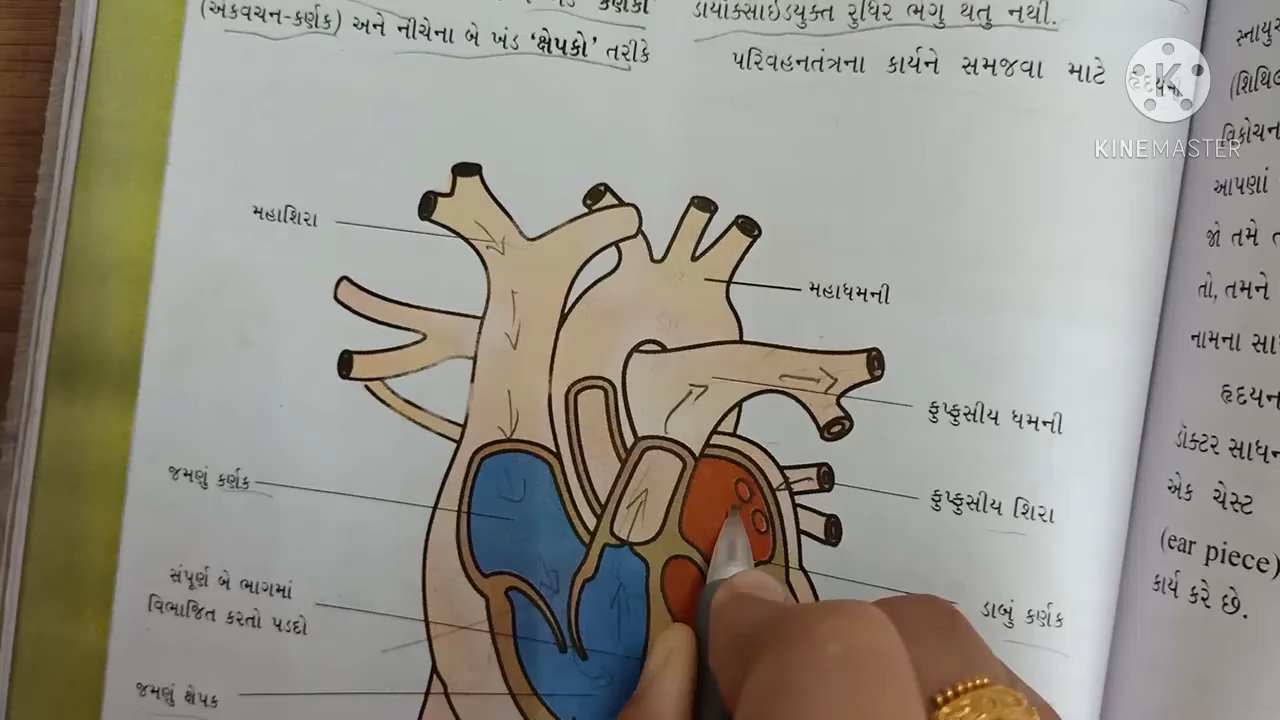 (એકવચન-કર્ણક) અને નીચેના બે ખંડ ‘ક્ષેપકો’ તરીકે
ડાયૉક્સાઇડયુક્ત રુધિર ભગુ થતુ નથી.
પરિવહનતંત્રના કાર્યને સમજવા માટે
મહાશિરા
મહાધમની
ફુપ્ફુસીય ધમની
જમણું કર્ણક
ફુપ્ફુસીય શિરા
સંપૂર્ણ બે ભાગમાં
વિભાજિત કરતો પડદો
ડાબું કર્ણક
જમણું ક્ષેપક
(શિથિલ
વિકોચન
આપણાં
જો તમે
તો, તમને
નામના સા
હૃદયન
ડૉક્ટર સાધન
એક ચેસ્ટ
(ear piece)
કાર્ય કરે છે.
K
KINEMASTER